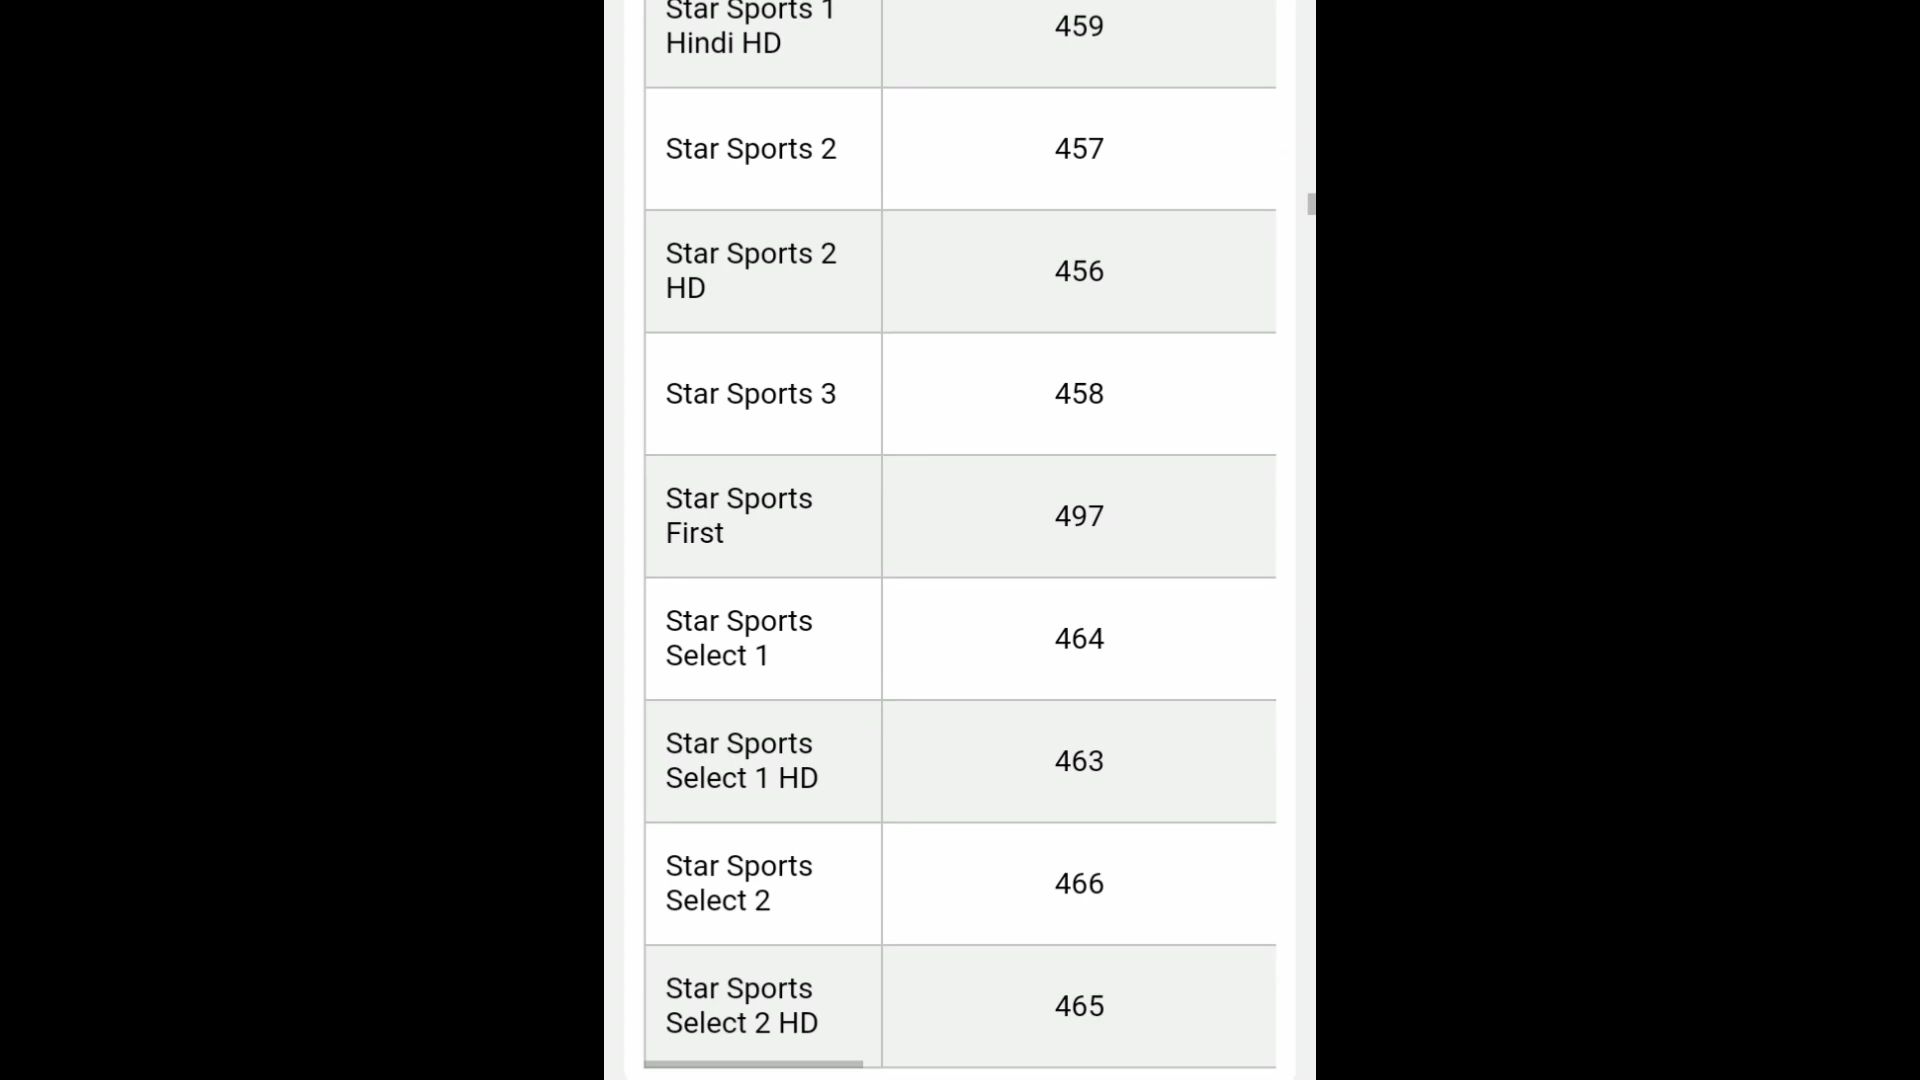 Star Sports 1
Hindi HD
459
Star Sports 2
457
Star Sports 2
HD
456
Star Sports 3
458
Star Sports
First
497
Star Sports
Select 1
464
Star Sports
Select 1 HD
463
Star Sports
Select 2
466
Star Sports
Select 2 HD
465